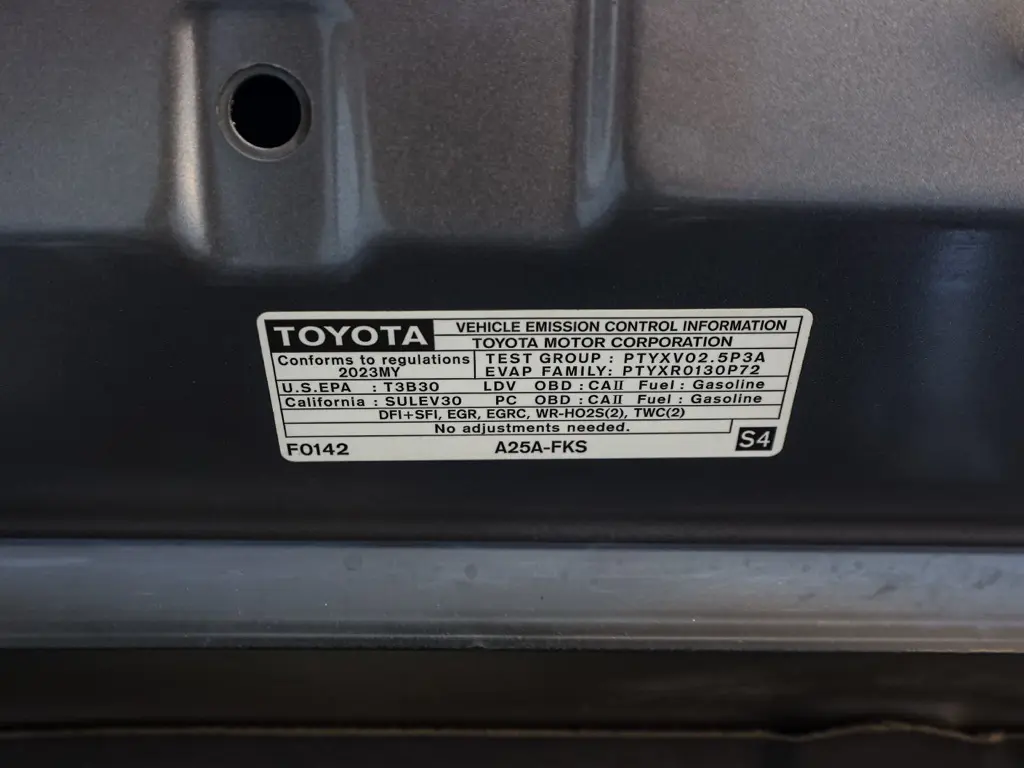 TOYOTA
VEHICLE EMISSION CONTROL INFORMATION
TOYOTA MOTOR CORPORATION
Conforms to regulations
2023MY
TEST GROUP : PTYXV02.5P3A
EVAP FAMILY: PTYXR0130P72
U.S.EPA : T3B30 LDV OBD : CAII Fuel : Gasoline
California : SULEV30 PC OBD : CAII Fuel : Gasoline
DFI+SFI, EGR, EGRC, WR-HO2S(2), TWC(2)
No adjustments needed.
F0142 A25A-FKS S4